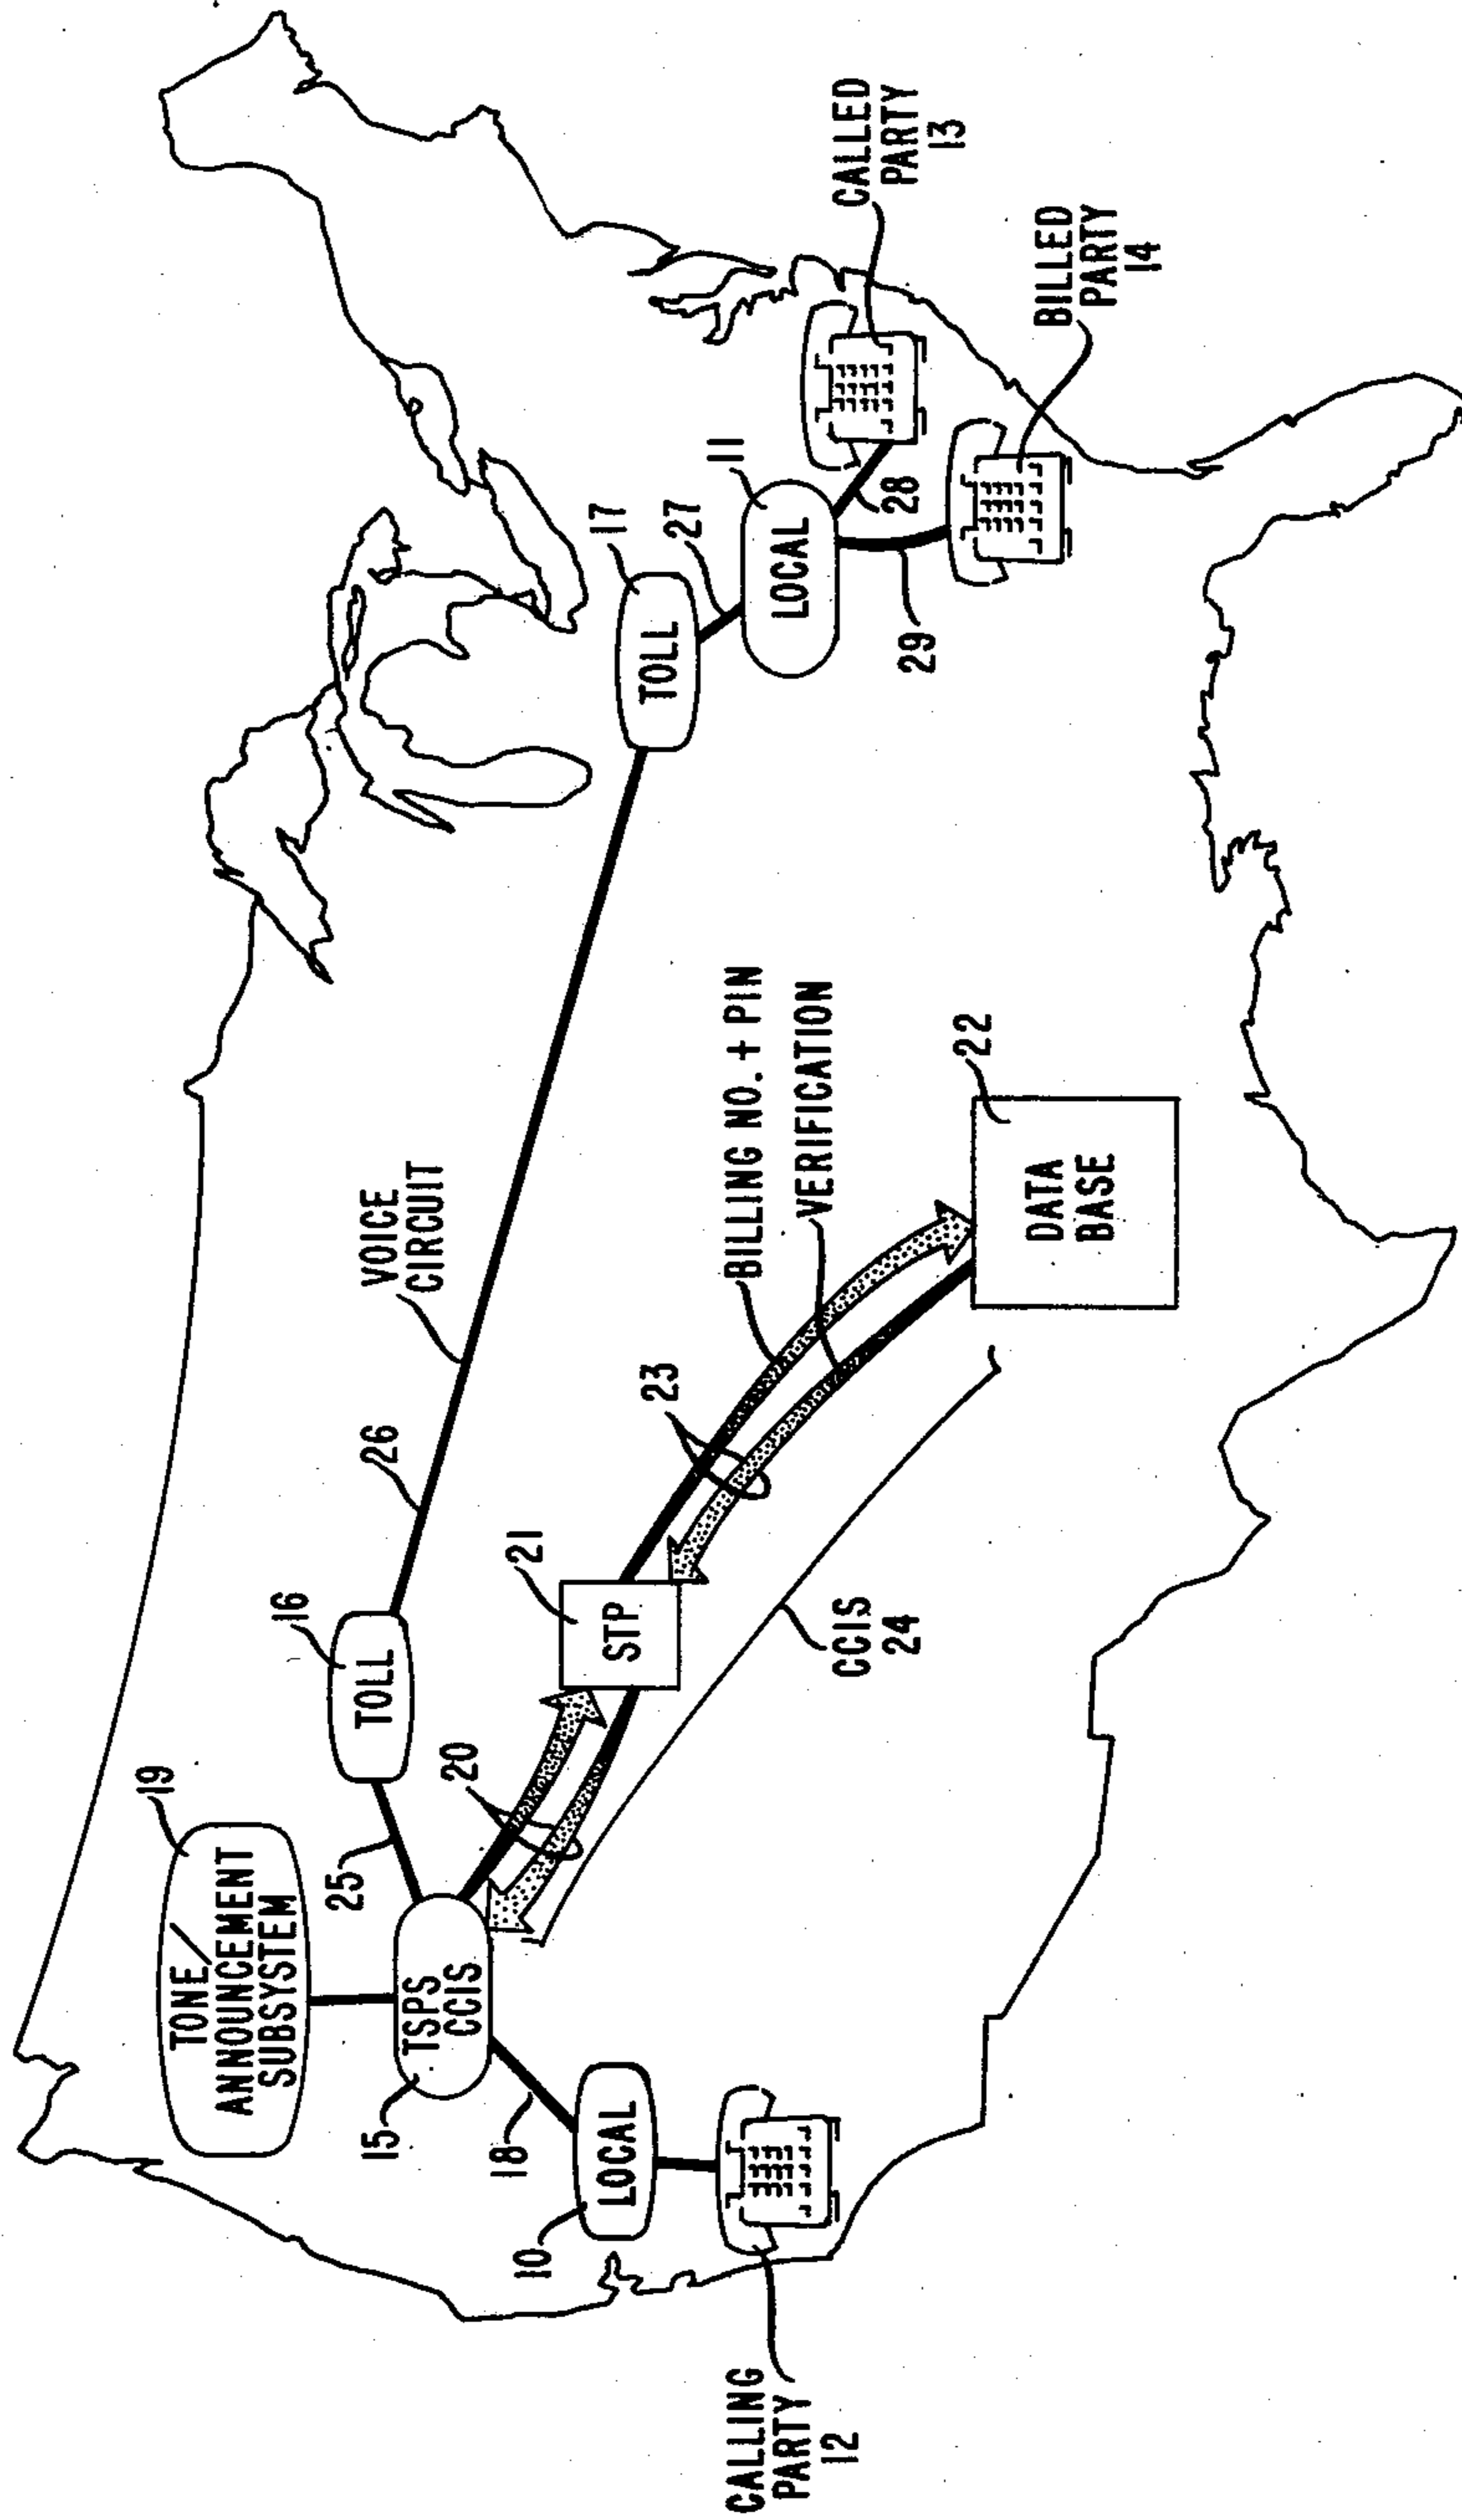 19
TONE/
ANNOUNCEMENT
SUBSYSTEM
16
TOLL
25
26
VOICE
CIRCUIT
15
TSPS
CCIS
20
21
STP
23
18
10
LOCAL
17
TOLL
27
11
LOCAL
28
29
BILLING NO. + PIN
VERIFICATION
CALLED
PARTY
13
BILLED
PARTY
14
CALLING
PARTY
12
CCIS
24
22
DATA
BASE